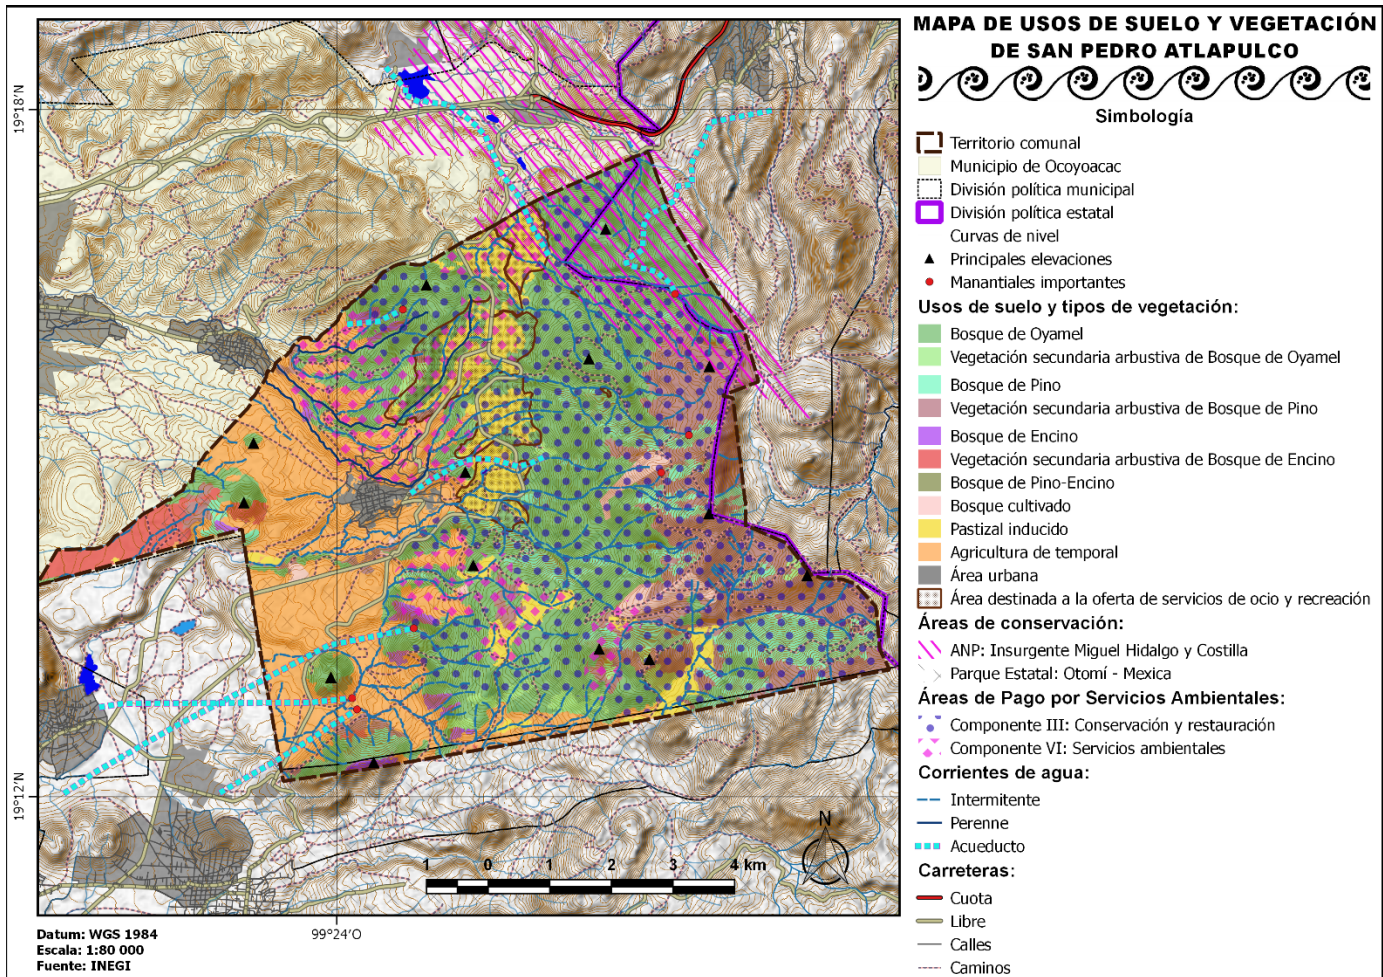 MAPA DE USOS DE SUELO Y VEGETACIÓN
DE SAN PEDRO ATLAPULCO
Simbología
Territorio comunal
Municipio de Ocoyoacac
División política municipal
División política estatal
Curvas de nivel
Principales elevaciones
Manantiales importantes
Usos de suelo y tipos de vegetación:
Bosque de Oyamel
Vegetación secundaria arbustiva de Bosque de Oyamel
Bosque de Pino
Vegetación secundaria arbustiva de Bosque de Pino
Bosque de Encino
Vegetación secundaria arbustiva de Bosque de Encino
Bosque de Pino-Encino
Bosque cultivado
Pastizal inducido
Agricultura de temporal
Área urbana
Área destinada a la oferta de servicios de ocio y recreación
Áreas de conservación:
ANP: Insurgente Miguel Hidalgo y Costilla
Parque Estatal: Otomí - Mexica
Áreas de Pago por Servicios Ambientales:
Componente III: Conservación y restauración
Componente VI: Servicios ambientales
Corrientes de agua:
Intermitente
Perenne
Acueducto
Carreteras:
Cuota
Libre
Calles
Caminos
19°18'N
19°12'N
99°24'O
N
1 0 1 2 3 4 km
Datum: WGS 1984
Escala: 1:80 000
Fuente: INEGI